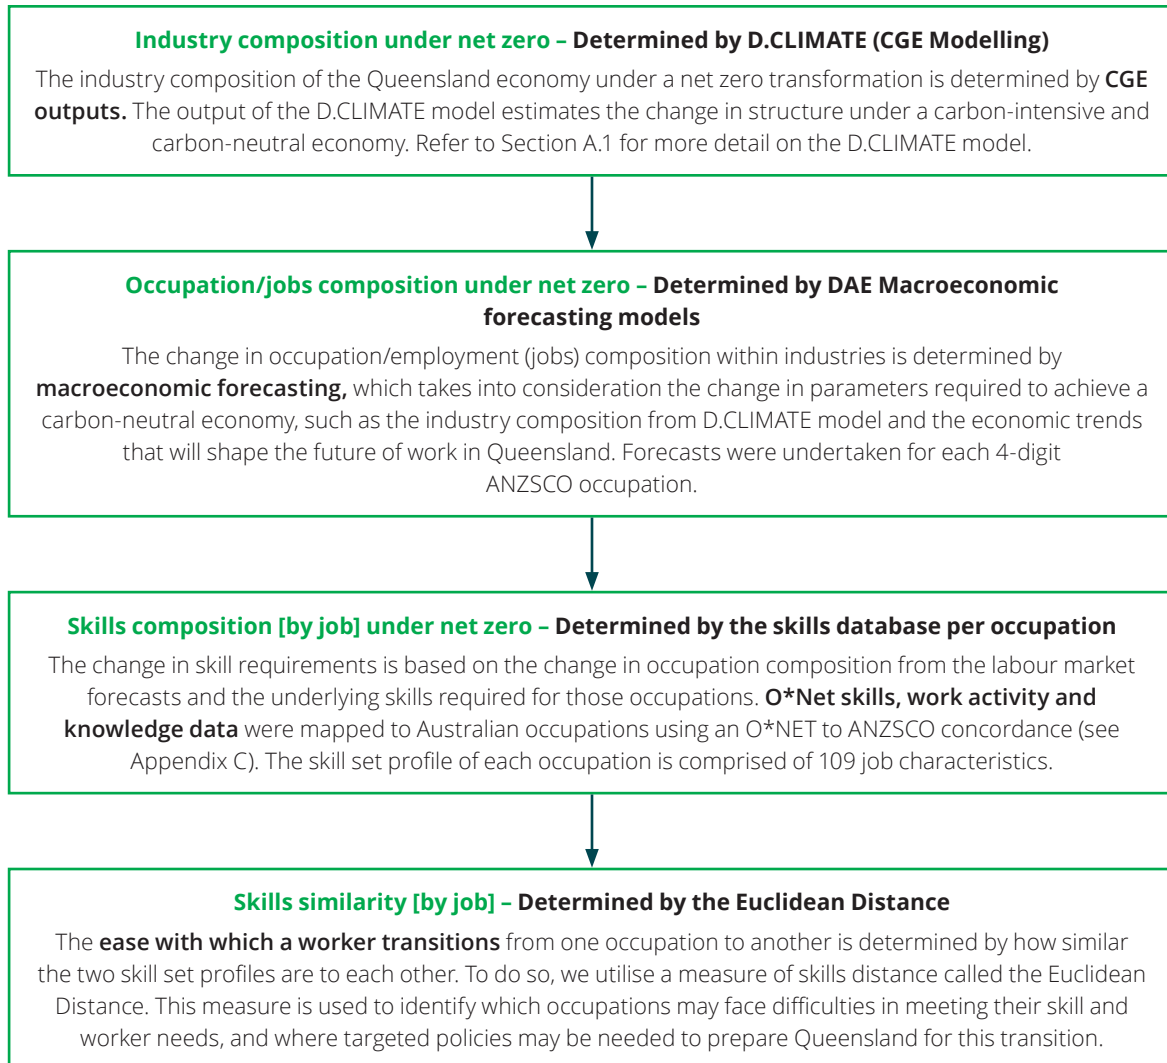 Industry composition under net zero – Determined by D.CLIMATE (CGE Modelling)
The industry composition of the Queensland economy under a net zero transformation is determined by CGE
outputs. The output of the D.CLIMATE model estimates the change in structure under a carbon-intensive and
carbon-neutral economy. Refer to Section A.1 for more detail on the D.CLIMATE model.
Occupation/jobs composition under net zero – Determined by DAE Macroeconomic
forecasting models
The change in occupation/employment (jobs) composition within industries is determined by
macroeconomic forecasting, which takes into consideration the change in parameters required to achieve a
carbon-neutral economy, such as the industry composition from D.CLIMATE model and the economic trends
that will shape the future of work in Queensland. Forecasts were undertaken for each 4-digit
ANZSCO occupation.
Skills composition [by job] under net zero – Determined by the skills database per occupation
The change in skill requirements is based on the change in occupation composition from the labour market
forecasts and the underlying skills required for those occupations. O*Net skills, work activity and
knowledge data were mapped to Australian occupations using an O*NET to ANZSCO concordance (see
Appendix C). The skill set profile of each occupation is comprised of 109 job characteristics.
Skills similarity [by job] – Determined by the Euclidean Distance
The ease with which a worker transitions from one occupation to another is determined by how similar
the two skill set profiles are to each other. To do so, we utilise a measure of skills distance called the Euclidean
Distance. This measure is used to identify which occupations may face difficulties in meeting their skill and
worker needs, and where targeted policies may be needed to prepare Queensland for this transition.